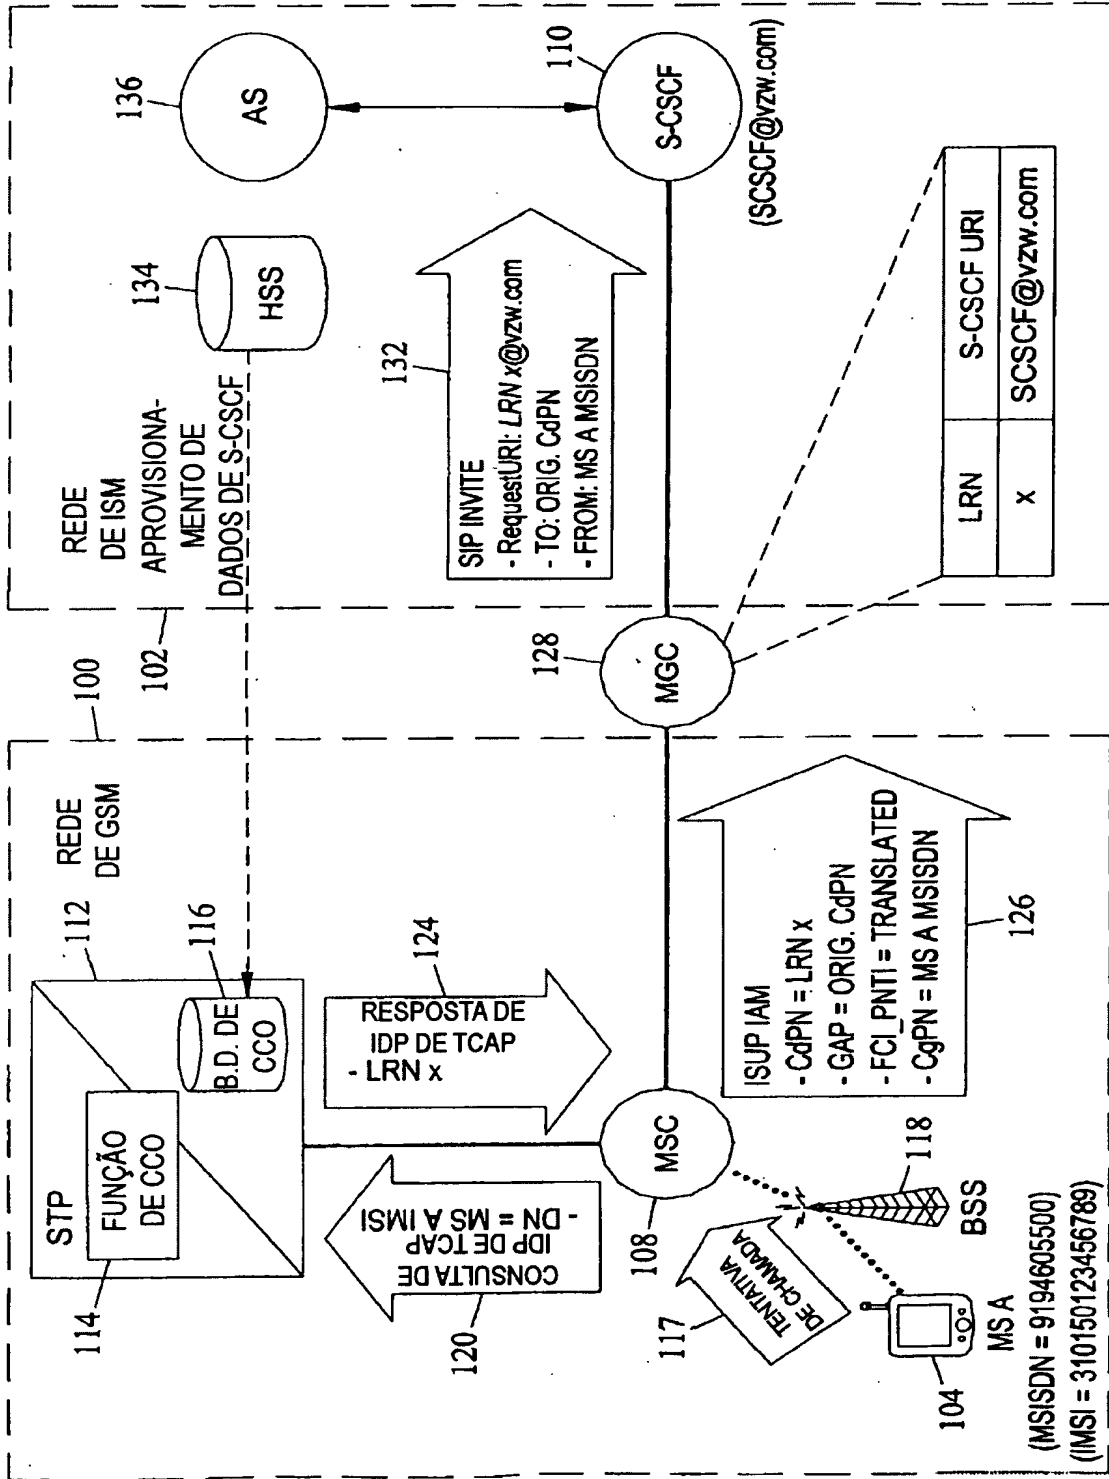 100
102
REDE
DE GSM
112
STP
FUNÇÃO
DE CCO
114
116
B.D. DE
CCO
CONSULTA DE
IDP DE TCAP
- DN = MS A IMSI
120
RESPOSTA DE
IDP DE TCAP
- LRN x
124
MSC
108
TENTATIVA
DE CHAMADA
117
118
BSS
104
MS A
(MSISDN = 9194605500)
(IMSI = 310150123456789)
ISUP IAM
- CdPN = LRN x
- GAP = ORIG. CdPN
- FCI_PNTI = TRANSLATED
- CgPN = MS A MSISDN
126
128
MGC
REDE
DE ISM
APROVISIONA-
MENTO DE
DADOS DE S-CSCF
134
HSS
136
AS
132
SIP INVITE
- RequestURI: LRN x@vzw.com
- TO: ORIG. CdPN
- FROM: MS A MSISDN
110
S-CSCF
(SCSCF@vzw.com)
LRN S-CSCF URI
x SCSCF@vzw.com